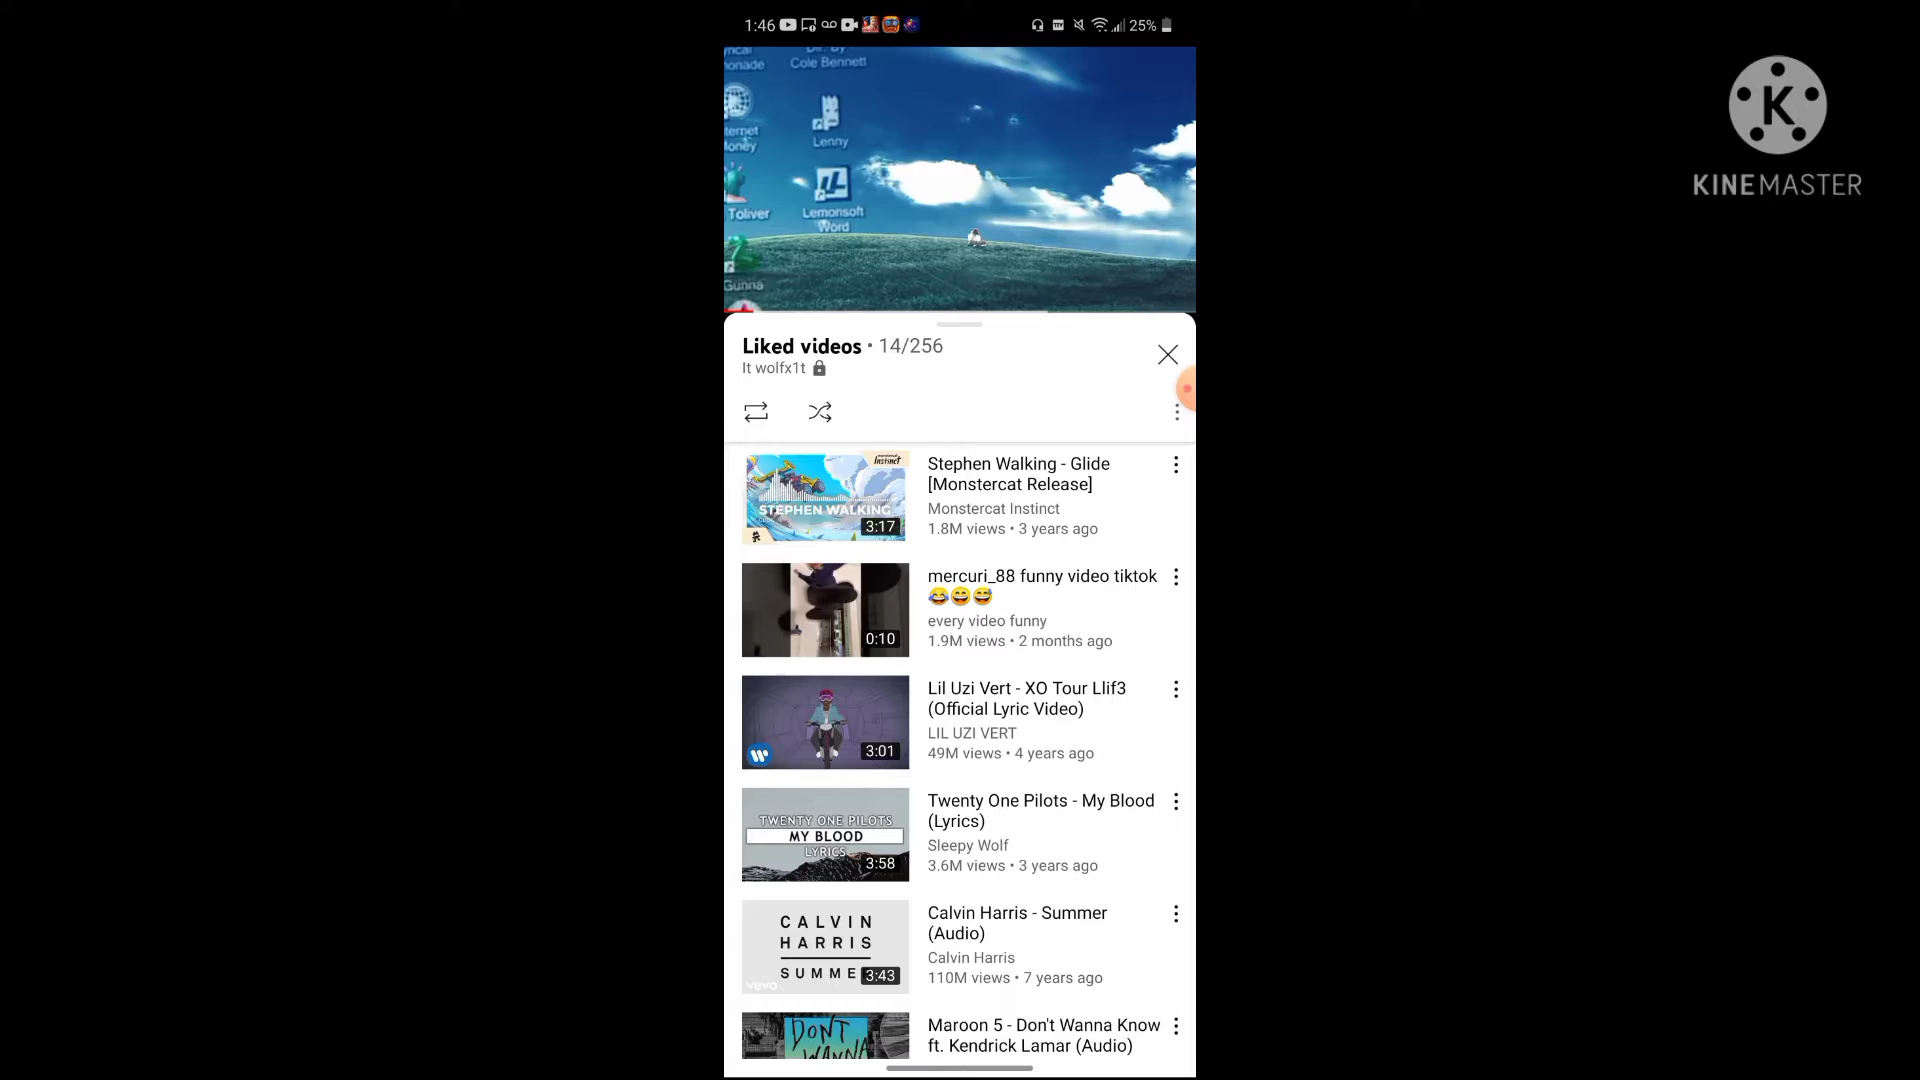 1:46
25%
Cole Bennett
Lenny
Toliver
Lemonsoft
Word
Gunna
KINEMASTER
Liked videos • 14/256
It wolfx1t
Instinct
STEPHEN WALKING
3:17
Stephen Walking - Glide
[Monstercat Release]
Monstercat Instinct
1.8M views • 3 years ago
0:10
mercuri_88 funny video tiktok
😂😄😅
every video funny
1.9M views • 2 months ago
3:01
Lil Uzi Vert - XO Tour Llif3
(Official Lyric Video)
LIL UZI VERT
49M views • 4 years ago
TWENTY ONE PILOTS
MY BLOOD
LYRICS
3:58
Twenty One Pilots - My Blood
(Lyrics)
Sleepy Wolf
3.6M views • 3 years ago
CALVIN
HARRIS
SUMME
3:43
vevo
Calvin Harris - Summer
(Audio)
Calvin Harris
110M views • 7 years ago
DON'T
WANNA
Maroon 5 - Don't Wanna Know
ft. Kendrick Lamar (Audio)